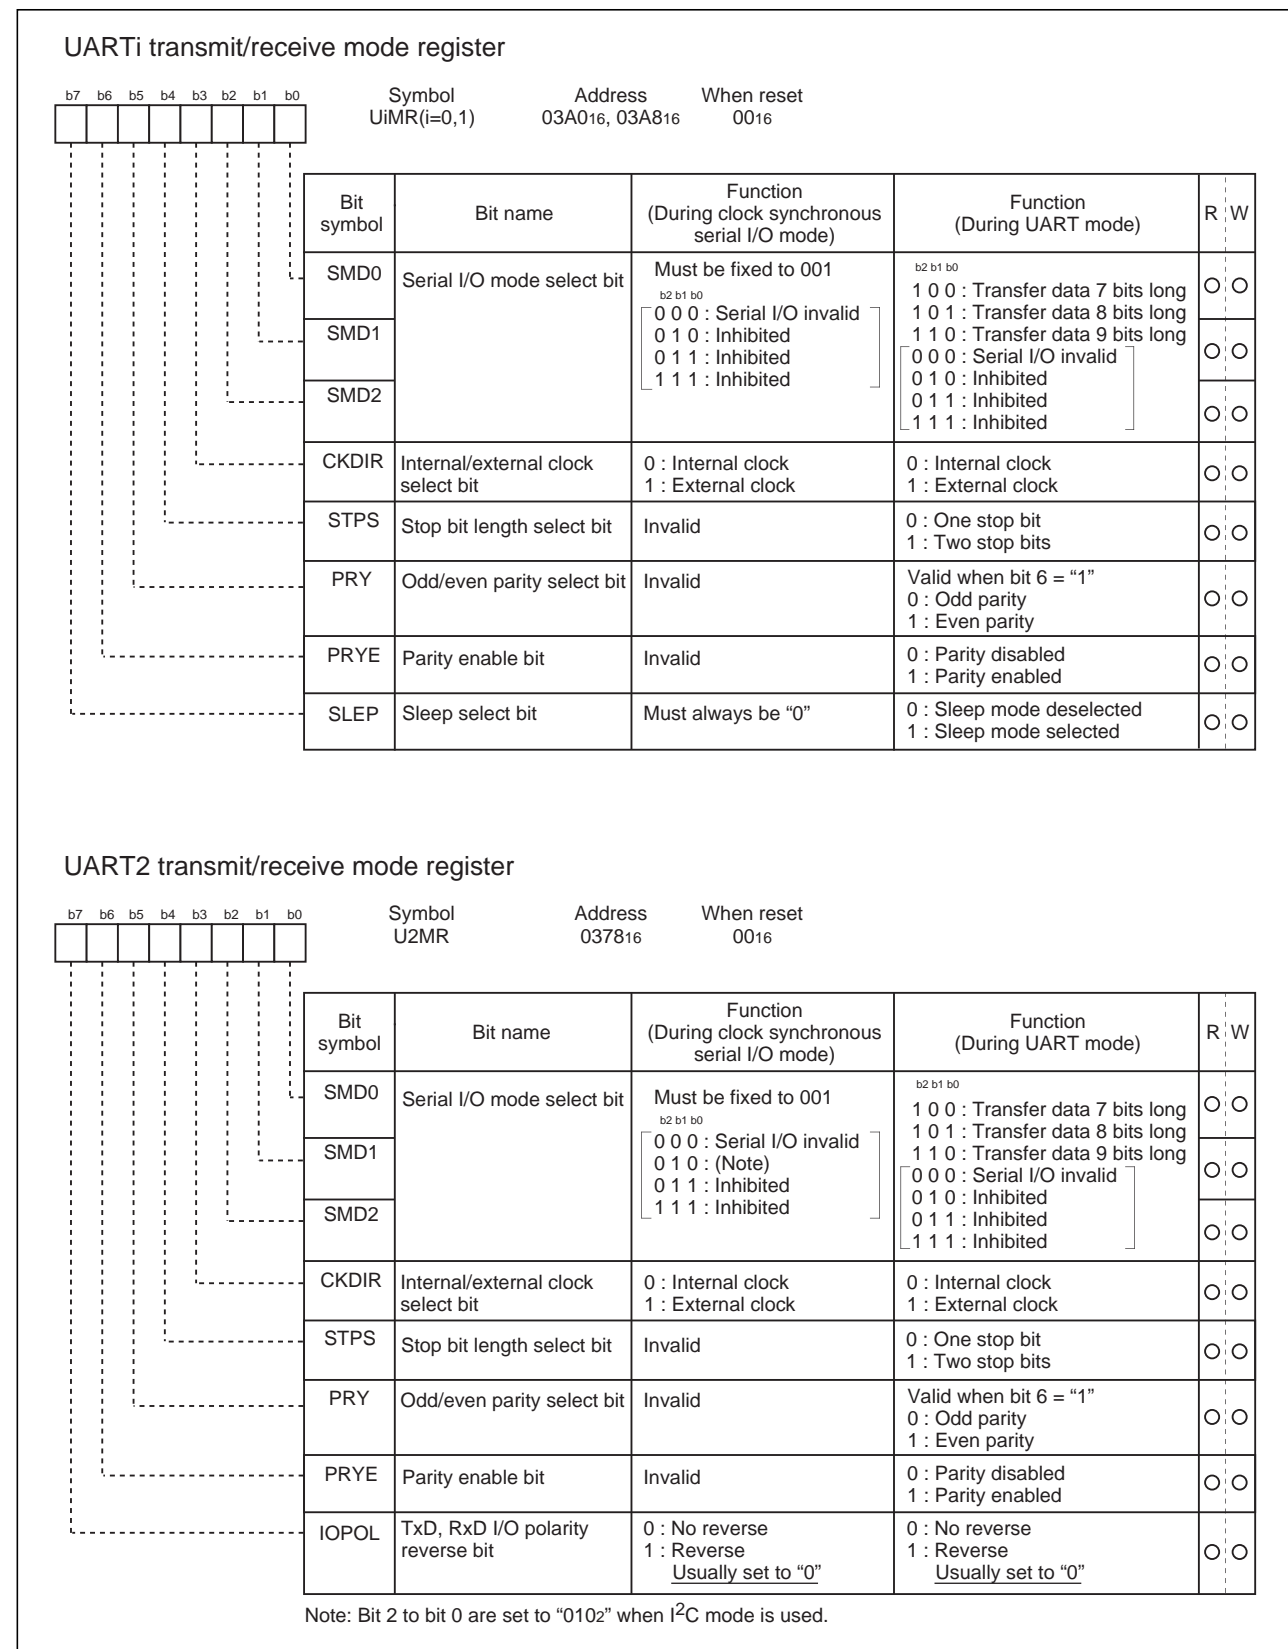 UARTi transmit/receive mode register
b7 b6 b5 b4 b3 b2 b1 b0
Symbol Address When reset
UiMR(i=0,1) 03A016, 03A816 0016
Bit symbol Bit name Function (During clock synchronous serial I/O mode) Function (During UART mode) R W
SMD0 Serial I/O mode select bit
SMD1
SMD2
Must be fixed to 001
b2 b1 b0
0 0 0 : Serial I/O invalid
0 1 0 : Inhibited
0 1 1 : Inhibited
1 1 1 : Inhibited
b2 b1 b0
1 0 0 : Transfer data 7 bits long
1 0 1 : Transfer data 8 bits long
1 1 0 : Transfer data 9 bits long
0 0 0 : Serial I/O invalid
0 1 0 : Inhibited
0 1 1 : Inhibited
1 1 1 : Inhibited
CKDIR Internal/external clock
select bit
0 : Internal clock
1 : External clock
0 : Internal clock
1 : External clock
STPS Stop bit length select bit Invalid
0 : One stop bit
1 : Two stop bits
PRY Odd/even parity select bit Invalid
Valid when bit 6 = “1”
0 : Odd parity
1 : Even parity
PRYE Parity enable bit Invalid
0 : Parity disabled
1 : Parity enabled
SLEP Sleep select bit Must always be “0”
0 : Sleep mode deselected
1 : Sleep mode selected
UART2 transmit/receive mode register
b7 b6 b5 b4 b3 b2 b1 b0
Symbol Address When reset
U2MR 037816 0016
Bit symbol Bit name Function (During clock synchronous serial I/O mode) Function (During UART mode) R W
SMD0 Serial I/O mode select bit
SMD1
SMD2
Must be fixed to 001
b2 b1 b0
0 0 0 : Serial I/O invalid
0 1 0 : (Note)
0 1 1 : Inhibited
1 1 1 : Inhibited
b2 b1 b0
1 0 0 : Transfer data 7 bits long
1 0 1 : Transfer data 8 bits long
1 1 0 : Transfer data 9 bits long
0 0 0 : Serial I/O invalid
0 1 0 : Inhibited
0 1 1 : Inhibited
1 1 1 : Inhibited
CKDIR Internal/external clock
select bit
0 : Internal clock
1 : External clock
0 : Internal clock
1 : External clock
STPS Stop bit length select bit Invalid
0 : One stop bit
1 : Two stop bits
PRY Odd/even parity select bit Invalid
Valid when bit 6 = “1”
0 : Odd parity
1 : Even parity
PRYE Parity enable bit Invalid
0 : Parity disabled
1 : Parity enabled
IOPOL TxD, RxD I/O polarity
reverse bit
0 : No reverse
1 : Reverse
Usually set to “0”
0 : No reverse
1 : Reverse
Usually set to “0”
Note: Bit 2 to bit 0 are set to “0102” when I2C mode is used.